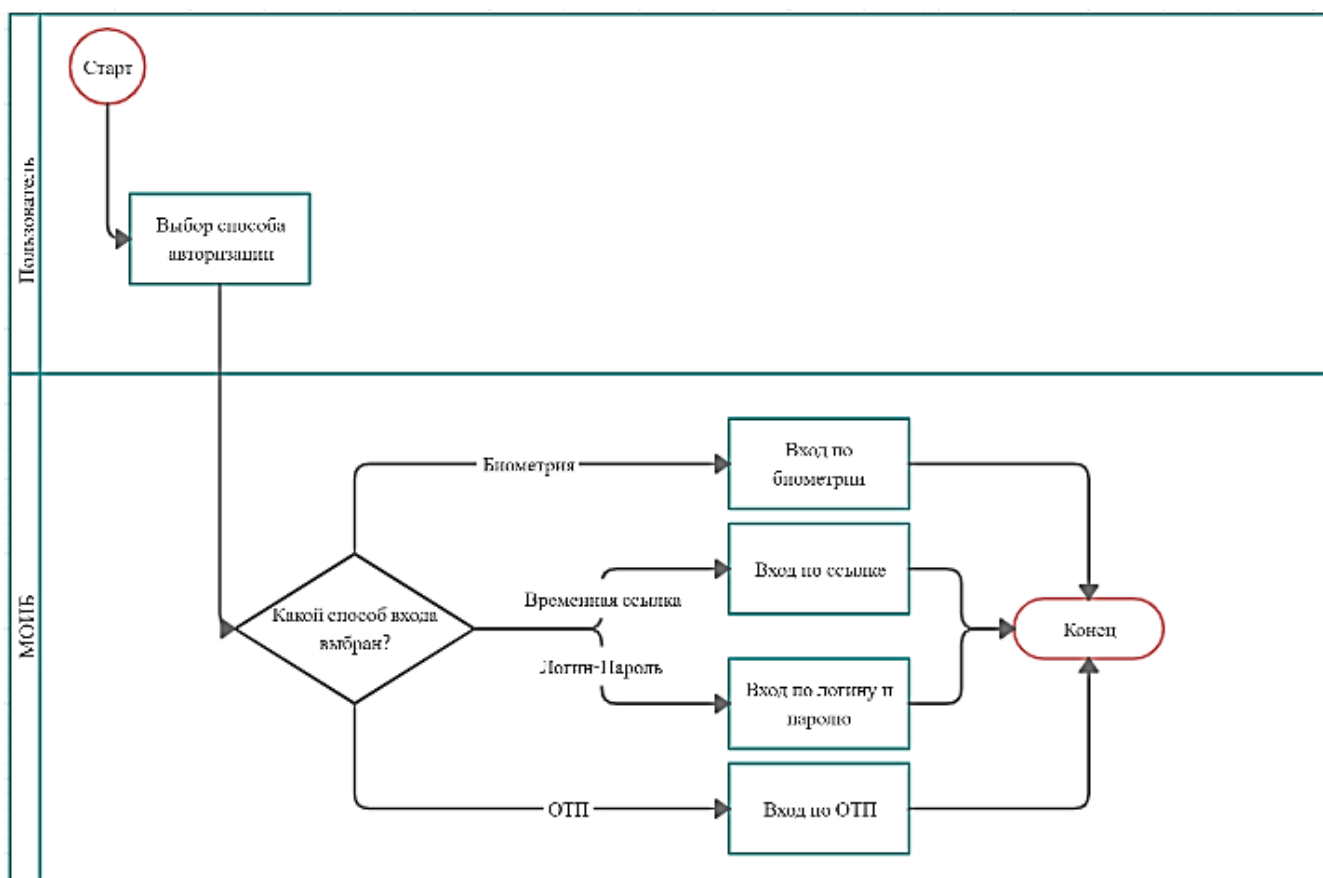 Старт
Пользователь
Выбор способа
авторизации
МОПБ
Биометрия
Вход по
биометрии
Временная ссылка
Вход по ссылке
Какой способ входа
выбран?
Конец
Логин-Пароль
Вход по логину и
паролю
ОТП
Вход по ОТП